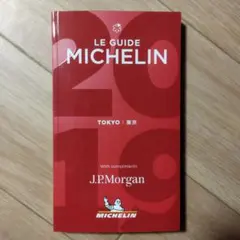 LE GUIDE
MICHELIN
2019
TOKYO | 東京
With compliments
J.P.Morgan
MICHELIN